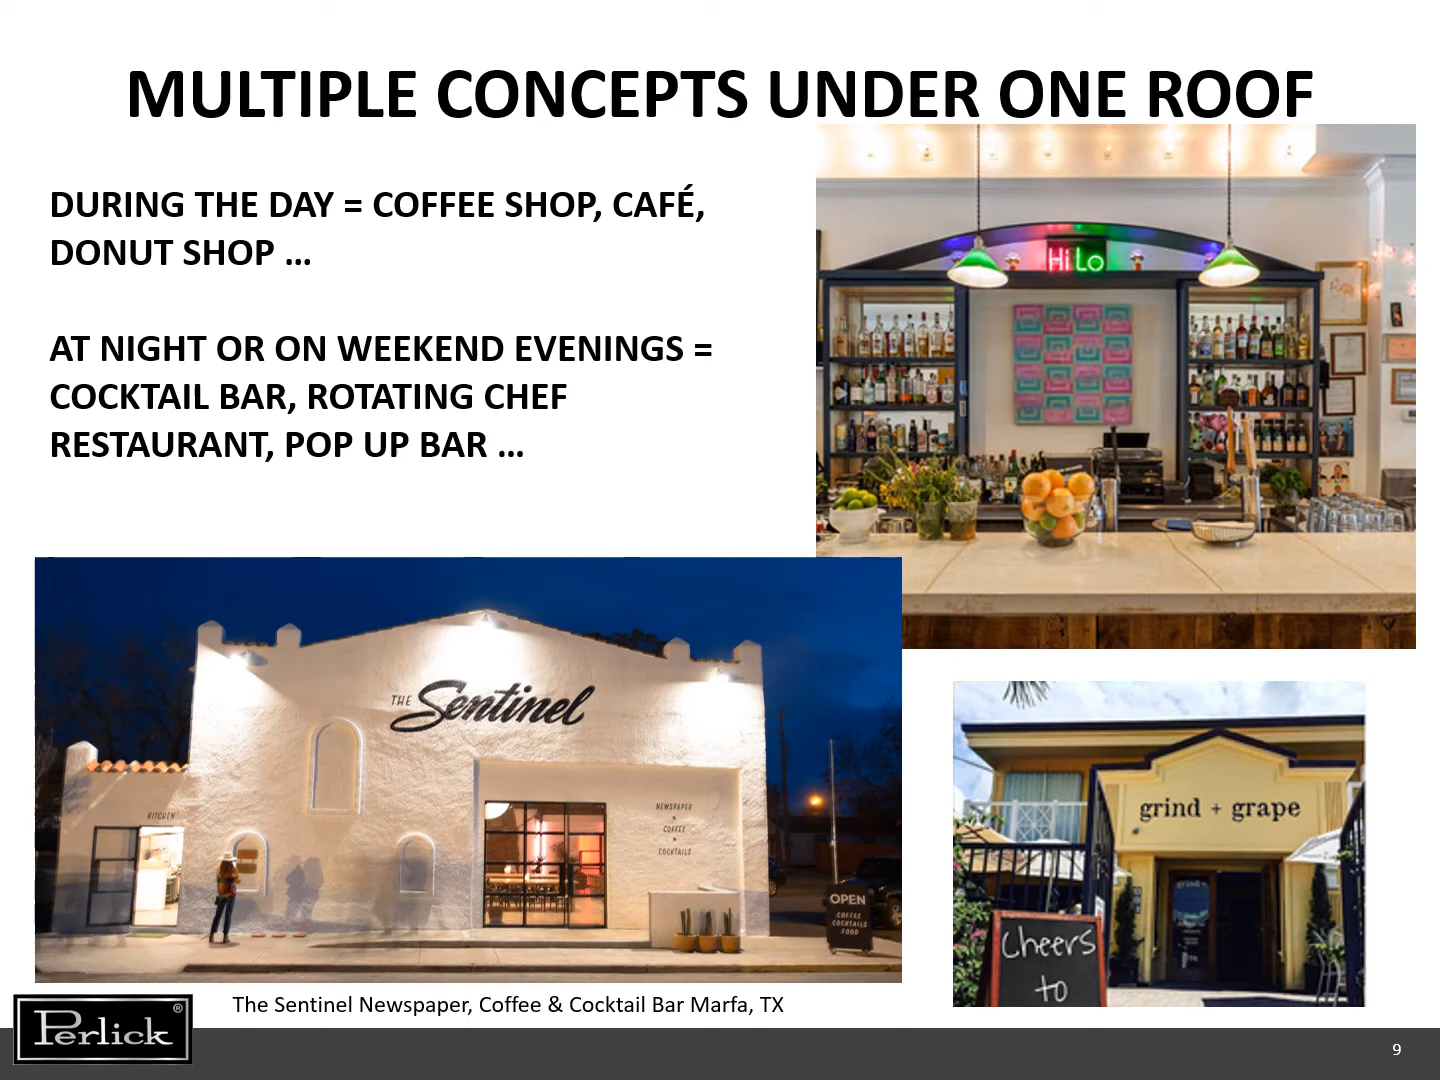 MULTIPLE CONCEPTS UNDER ONE ROOF
DURING THE DAY = COFFEE SHOP, CAFÉ,
DONUT SHOP ...
AT NIGHT OR ON WEEKEND EVENINGS =
COCKTAIL BAR, ROTATING CHEF
RESTAURANT, POP UP BAR ...
HiLo
THE Sentinel
KITCHEN
NEWSPAPER
COFFEE
COCKTAILS
OPEN
COFFEE
COCKTAILS
FOOD
grind + grape
grind+
cheers
to
The Sentinel Newspaper, Coffee & Cocktail Bar Marfa, TX
Perlick®
9